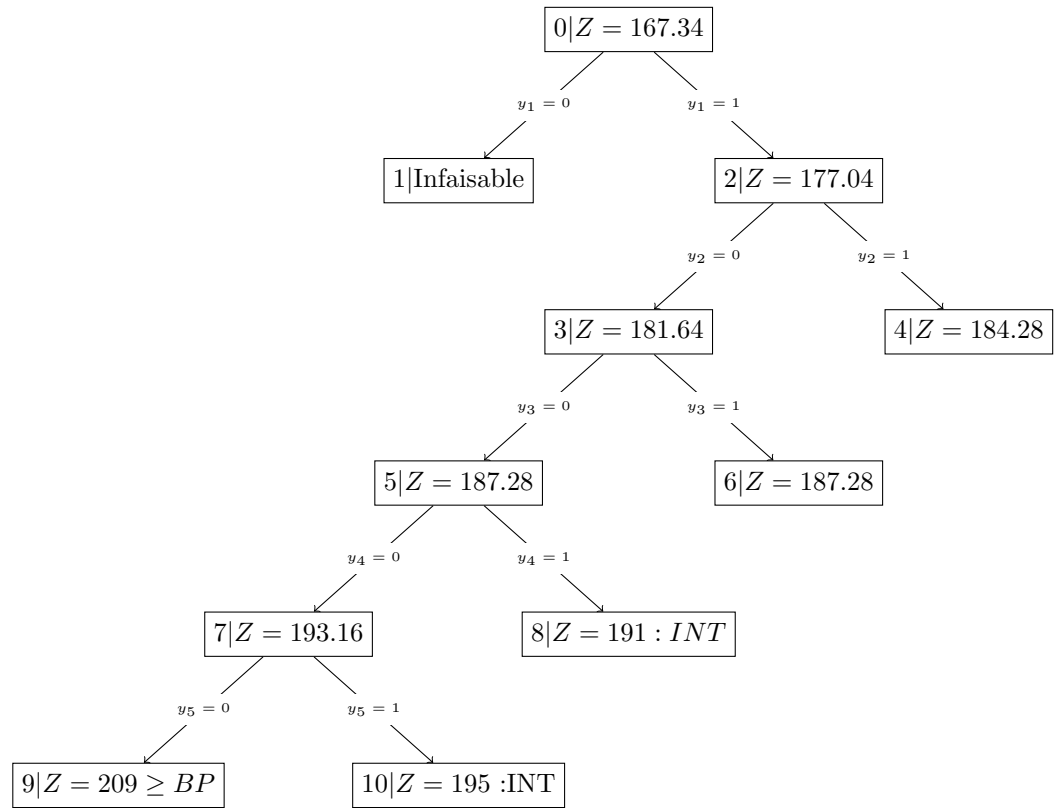 0|Z = 167.34
y₁ = 0
y₁ = 1
1|Infaisable
2|Z = 177.04
y₂ = 0
y₂ = 1
3|Z = 181.64
4|Z = 184.28
y₃ = 0
y₃ = 1
5|Z = 187.28
6|Z = 187.28
y₄ = 0
y₄ = 1
7|Z = 193.16
8|Z = 191 : INT
y₅ = 0
y₅ = 1
9|Z = 209 ≥ BP
10|Z = 195 :INT